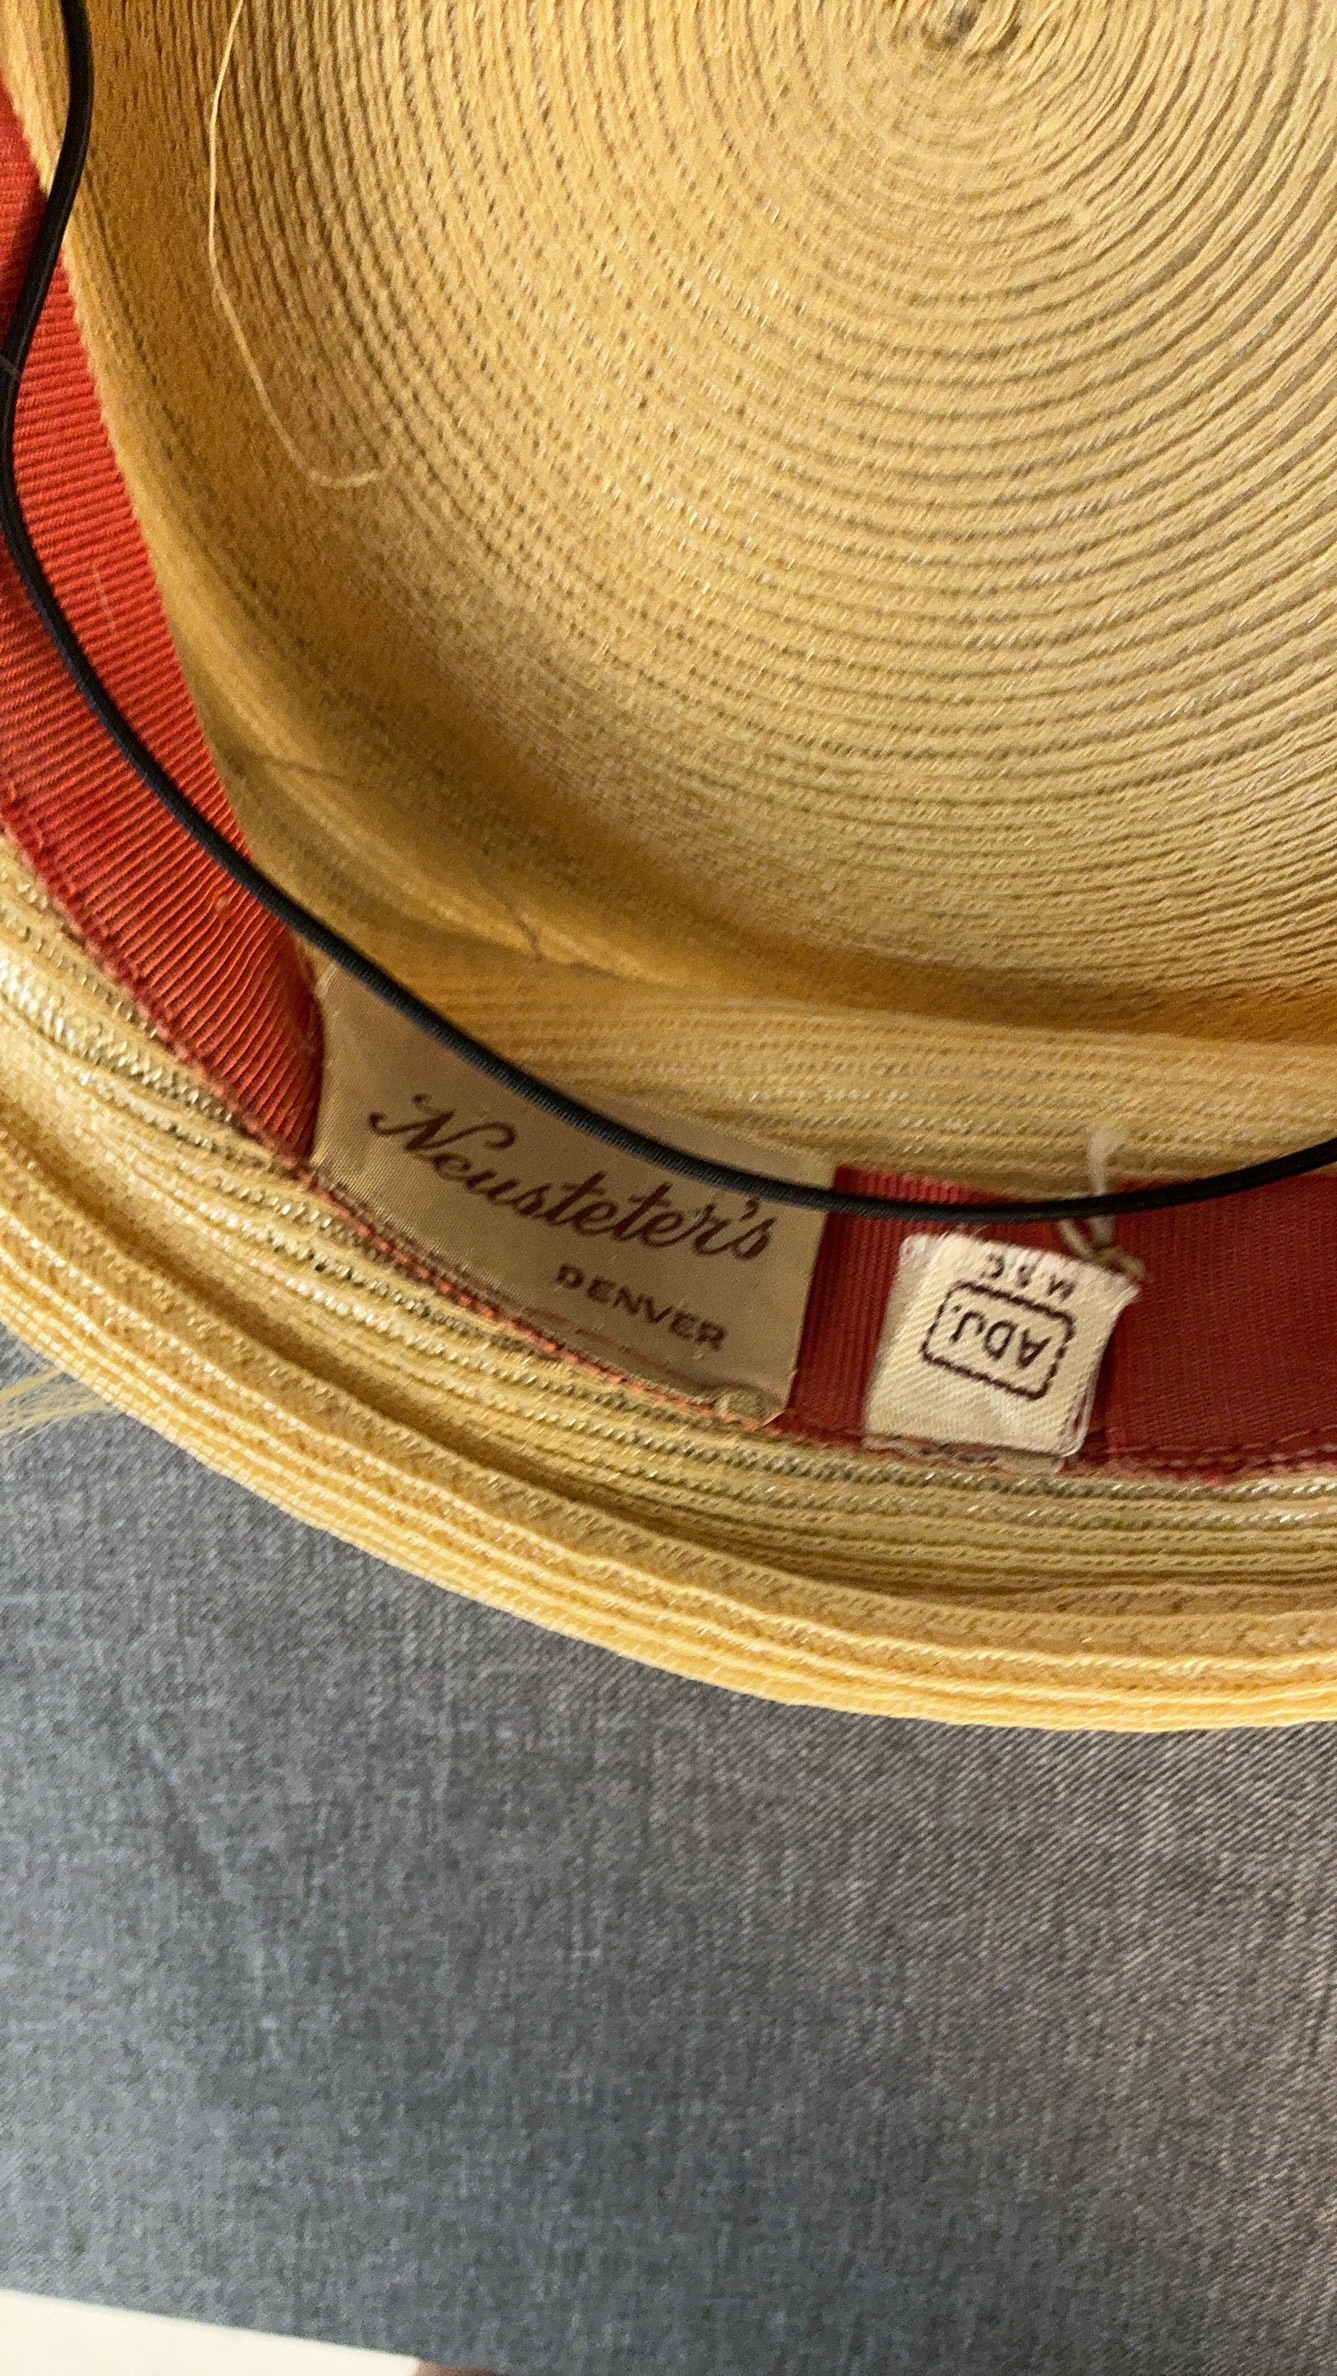 Neusteter's
DENVER
ADJ.
M.S.C